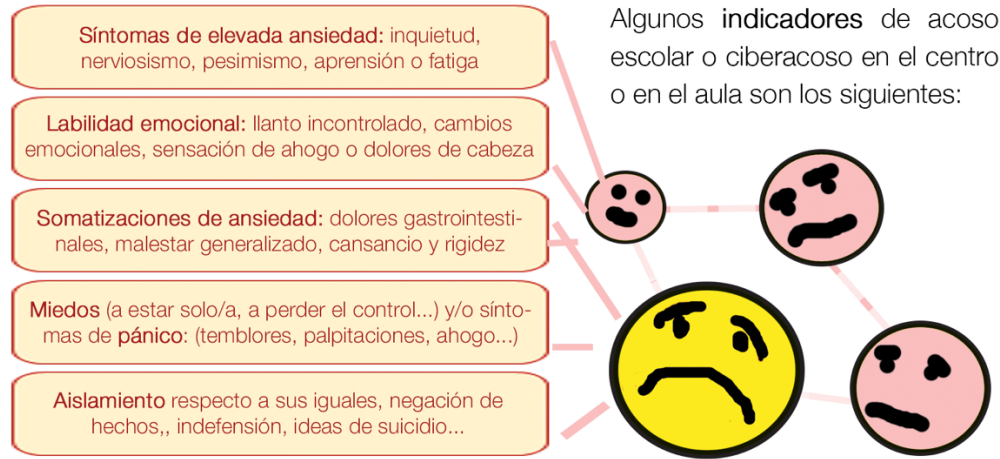 Algunos indicadores de acoso
escolar o ciberacoso en el centro
o en el aula son los siguientes:
Síntomas de elevada ansiedad: inquietud,
nerviosismo, pesimismo, aprensión o fatiga
Labilidad emocional: llanto incontrolado, cambios
emocionales, sensación de ahogo o dolores de cabeza
Somatizaciones de ansiedad: dolores gastrointesti-
nales, malestar generalizado, cansancio y rigidez
Miedos (a estar solo/a, a perder el control...) y/o sínto-
mas de pánico: (temblores, palpitaciones, ahogo...)
Aislamiento respecto a sus iguales, negación de
hechos,, indefensión, ideas de suicidio...